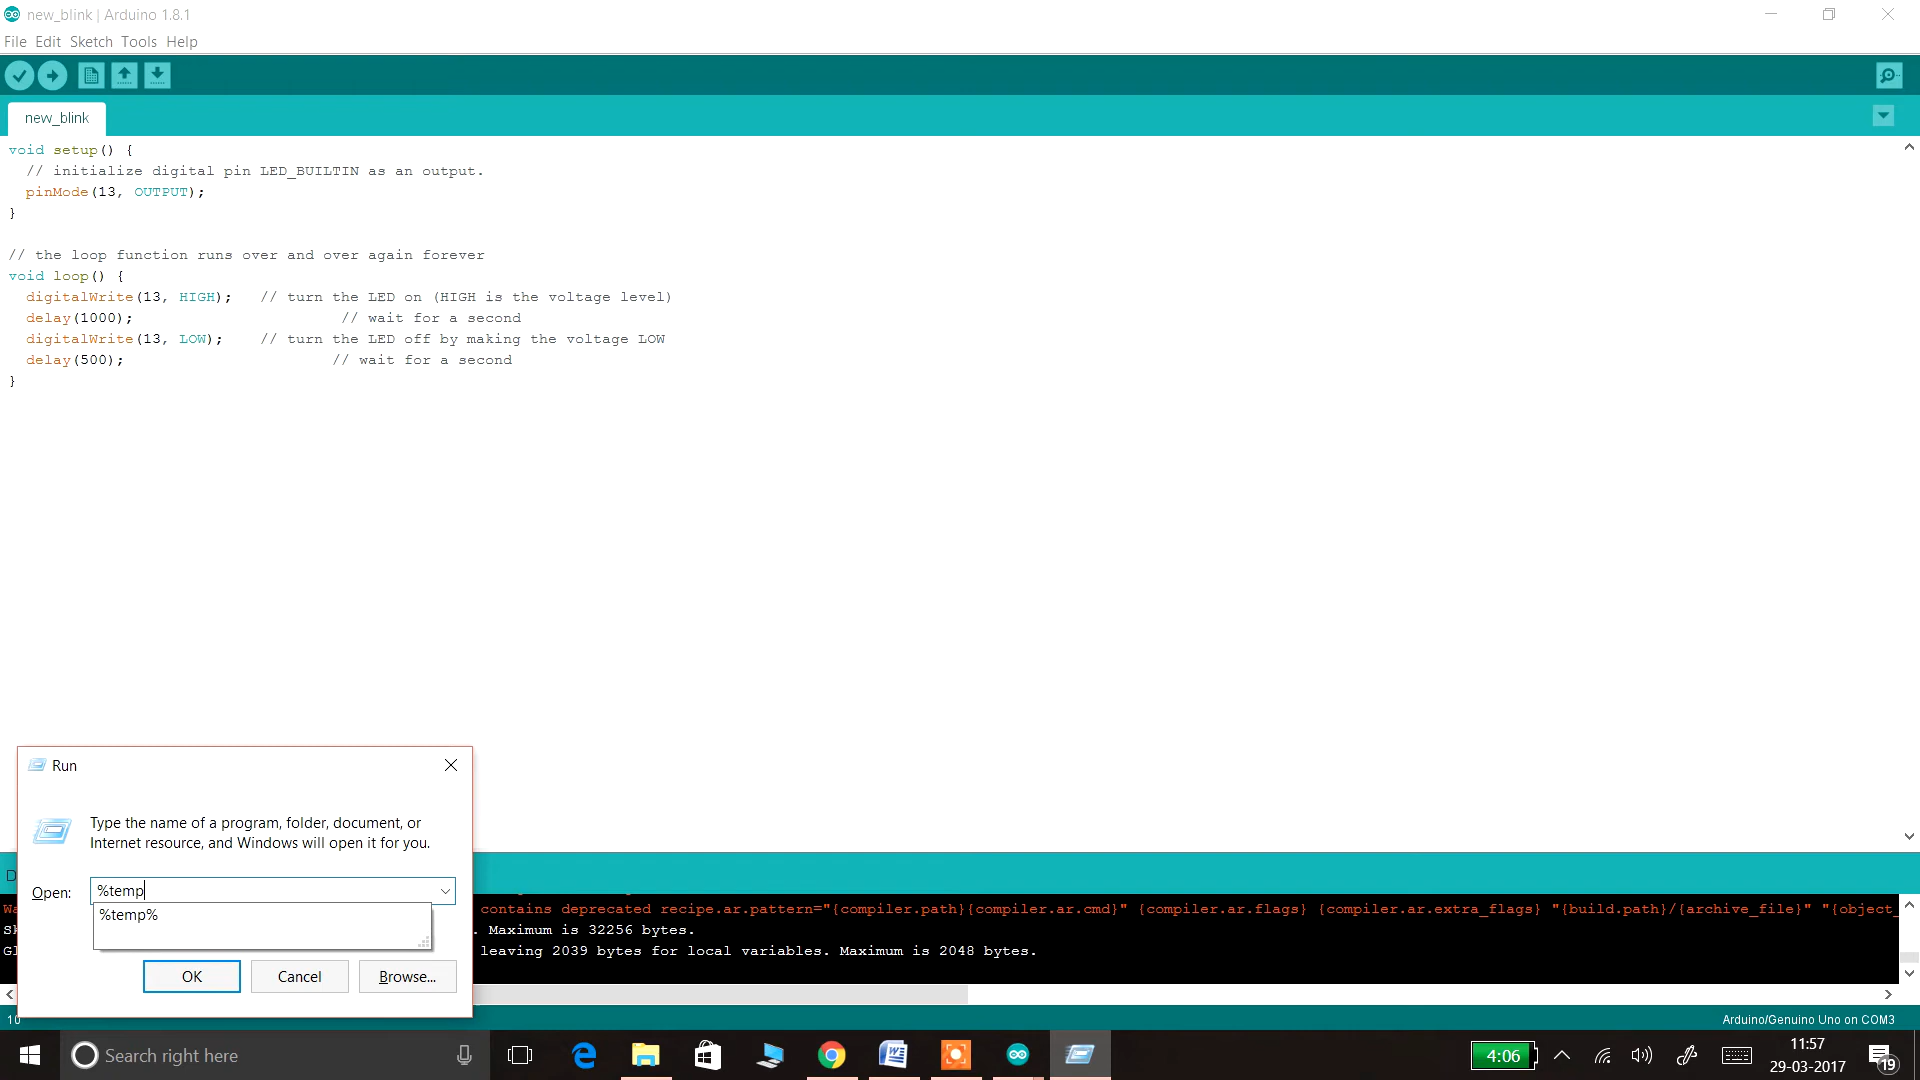 new_blink | Arduino 1.8.1
File Edit Sketch Tools Help
new_blink
void setup() {
  // initialize digital pin LED_BUILTIN as an output.
  pinMode(13, OUTPUT);
}
// the loop function runs over and over again forever
void loop() {
  digitalWrite(13, HIGH);   // turn the LED on (HIGH is the voltage level)
  delay(1000);                       // wait for a second
  digitalWrite(13, LOW);    // turn the LED off by making the voltage LOW
  delay(500);                       // wait for a second
}
Run
Type the name of a program, folder, document, or
Internet resource, and Windows will open it for you.
Open: %temp
%temp%
OK Cancel Browse...
contains deprecated recipe.ar.pattern="{compiler.path}{compiler.ar.cmd}" {compiler.ar.flags} {compiler.ar.extra_flags} "{build.path}/{archive_file}" "{object_
. Maximum is 32256 bytes.
leaving 2039 bytes for local variables. Maximum is 2048 bytes.
10
Arduino/Genuino Uno on COM3
Search right here
4:06
11:57
29-03-2017
19